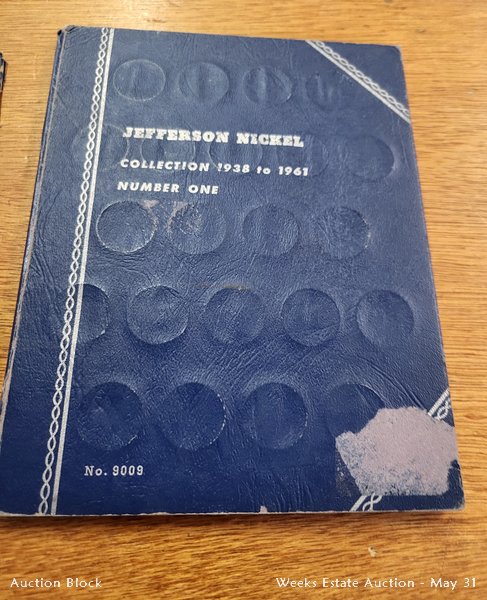 JEFFERSON NICKEL
COLLECTION 1938 to 1961
NUMBER ONE
No. 9009
Auction Block
Weeks Estate Auction - May 31